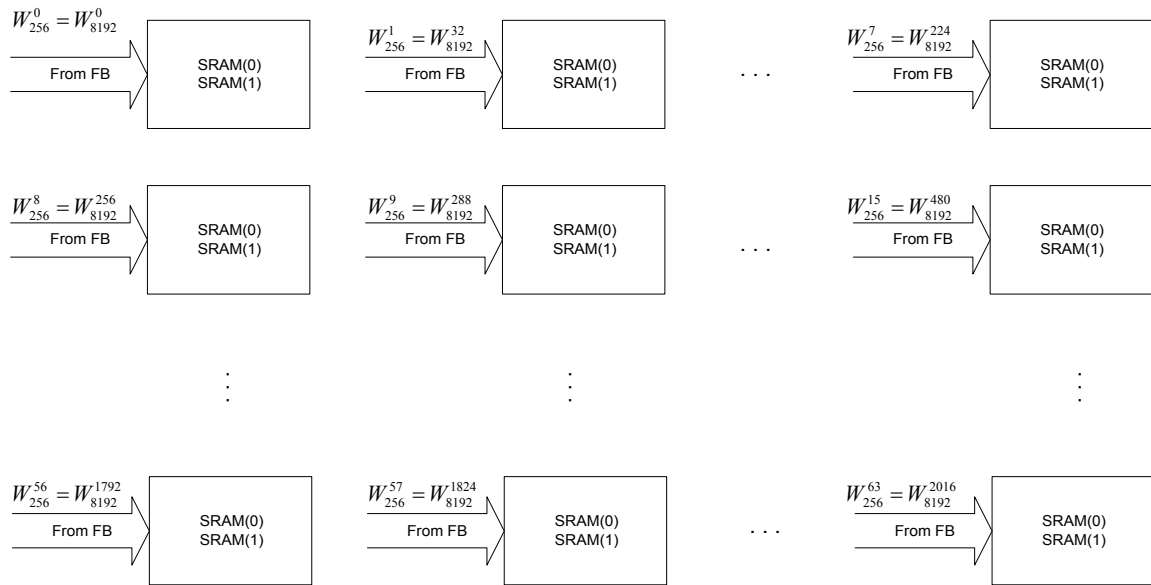 W_{256}^{0} = W_{8192}^{0}
From FB
SRAM(0)
SRAM(1)
W_{256}^{1} = W_{8192}^{32}
From FB
SRAM(0)
SRAM(1)
. . .
W_{256}^{7} = W_{8192}^{224}
From FB
SRAM(0)
SRAM(1)
W_{256}^{8} = W_{8192}^{256}
From FB
SRAM(0)
SRAM(1)
W_{256}^{9} = W_{8192}^{288}
From FB
SRAM(0)
SRAM(1)
. . .
W_{256}^{15} = W_{8192}^{480}
From FB
SRAM(0)
SRAM(1)
W_{256}^{56} = W_{8192}^{1792}
From FB
SRAM(0)
SRAM(1)
W_{256}^{57} = W_{8192}^{1824}
From FB
SRAM(0)
SRAM(1)
. . .
W_{256}^{63} = W_{8192}^{2016}
From FB
SRAM(0)
SRAM(1)